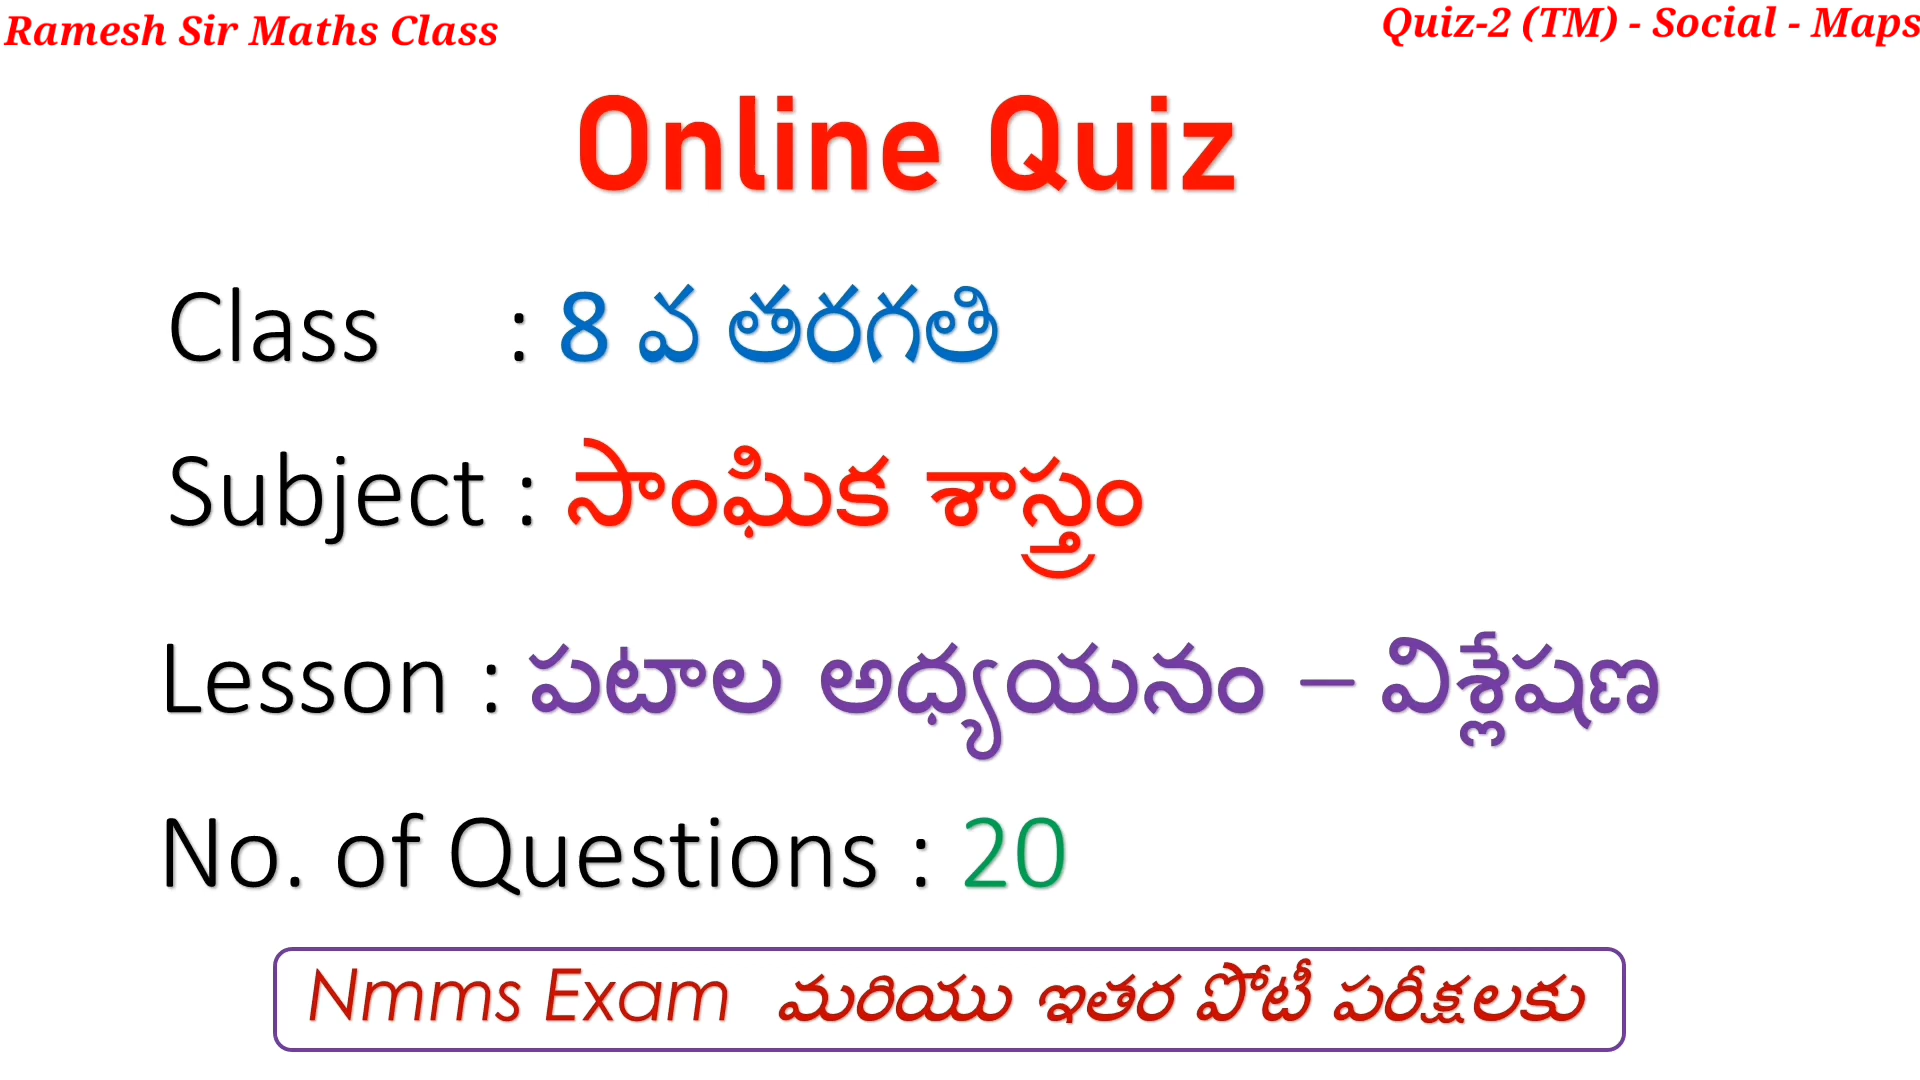 Ramesh Sir Maths Class
Quiz-2 (TM) - Social - Maps
Online Quiz
Class : 8 వ తరగతి
Subject : సాంఘిక శాస్త్రం
Lesson : పటాల అధ్యయనం – విశ్లేషణ
No. of Questions : 20
Nmms Exam మరియు ఇతర పోటీ పరీక్షలకు